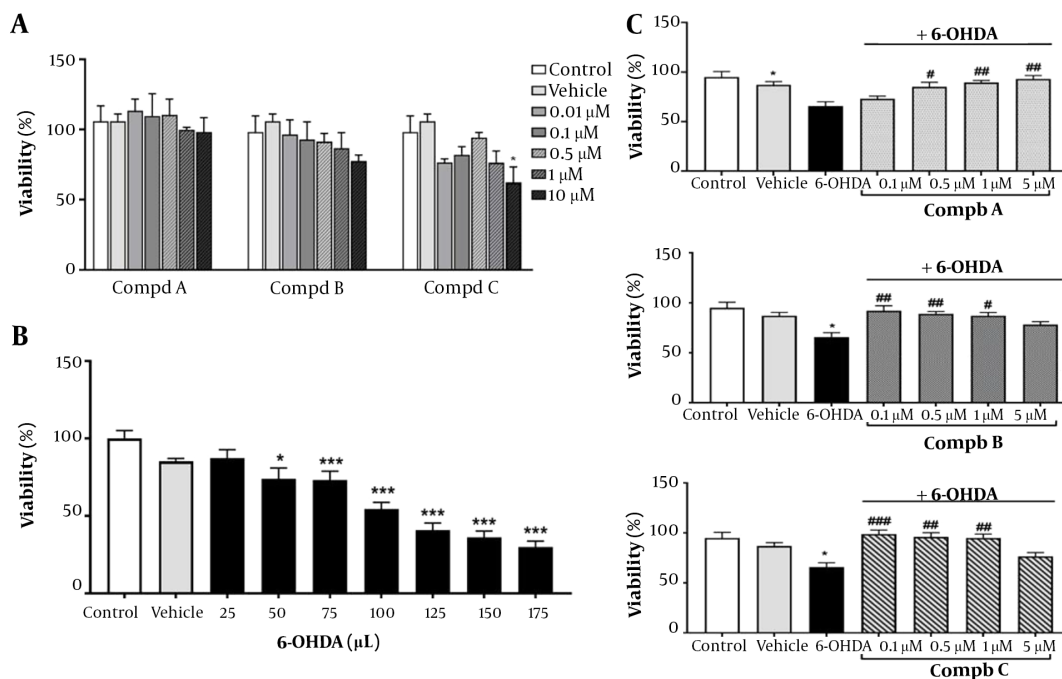 A
150
100
50
0
Viability (%)
Control
Vehicle
0.01 μM
0.1 μM
0.5 μM
1 μM
10 μM
*
Compd A
Compd B
Compd C
B
150
100
50
0
Viability (%)
* *** *** *** *** ***
Control Vehicle 25 50 75 100 125 150 175
6-OHDA (μL)
C
+ 6-OHDA
150
100
50
0
Viability (%)
* # ## ##
Control Vehicle 6-OHDA 0.1 μM 0.5 μM 1 μM 5 μM
Compb A
+ 6-OHDA
150
100
50
0
Viability (%)
* ## ## #
Control Vehicle 6-OHDA 0.1 μM 0.5 μM 1 μM 5 μM
Compb B
+ 6-OHDA
150
100
50
0
Viability (%)
* ### ## ##
Control Vehicle 6-OHDA 0.1 μM 0.5 μM 1 μM 5 μM
Compb C